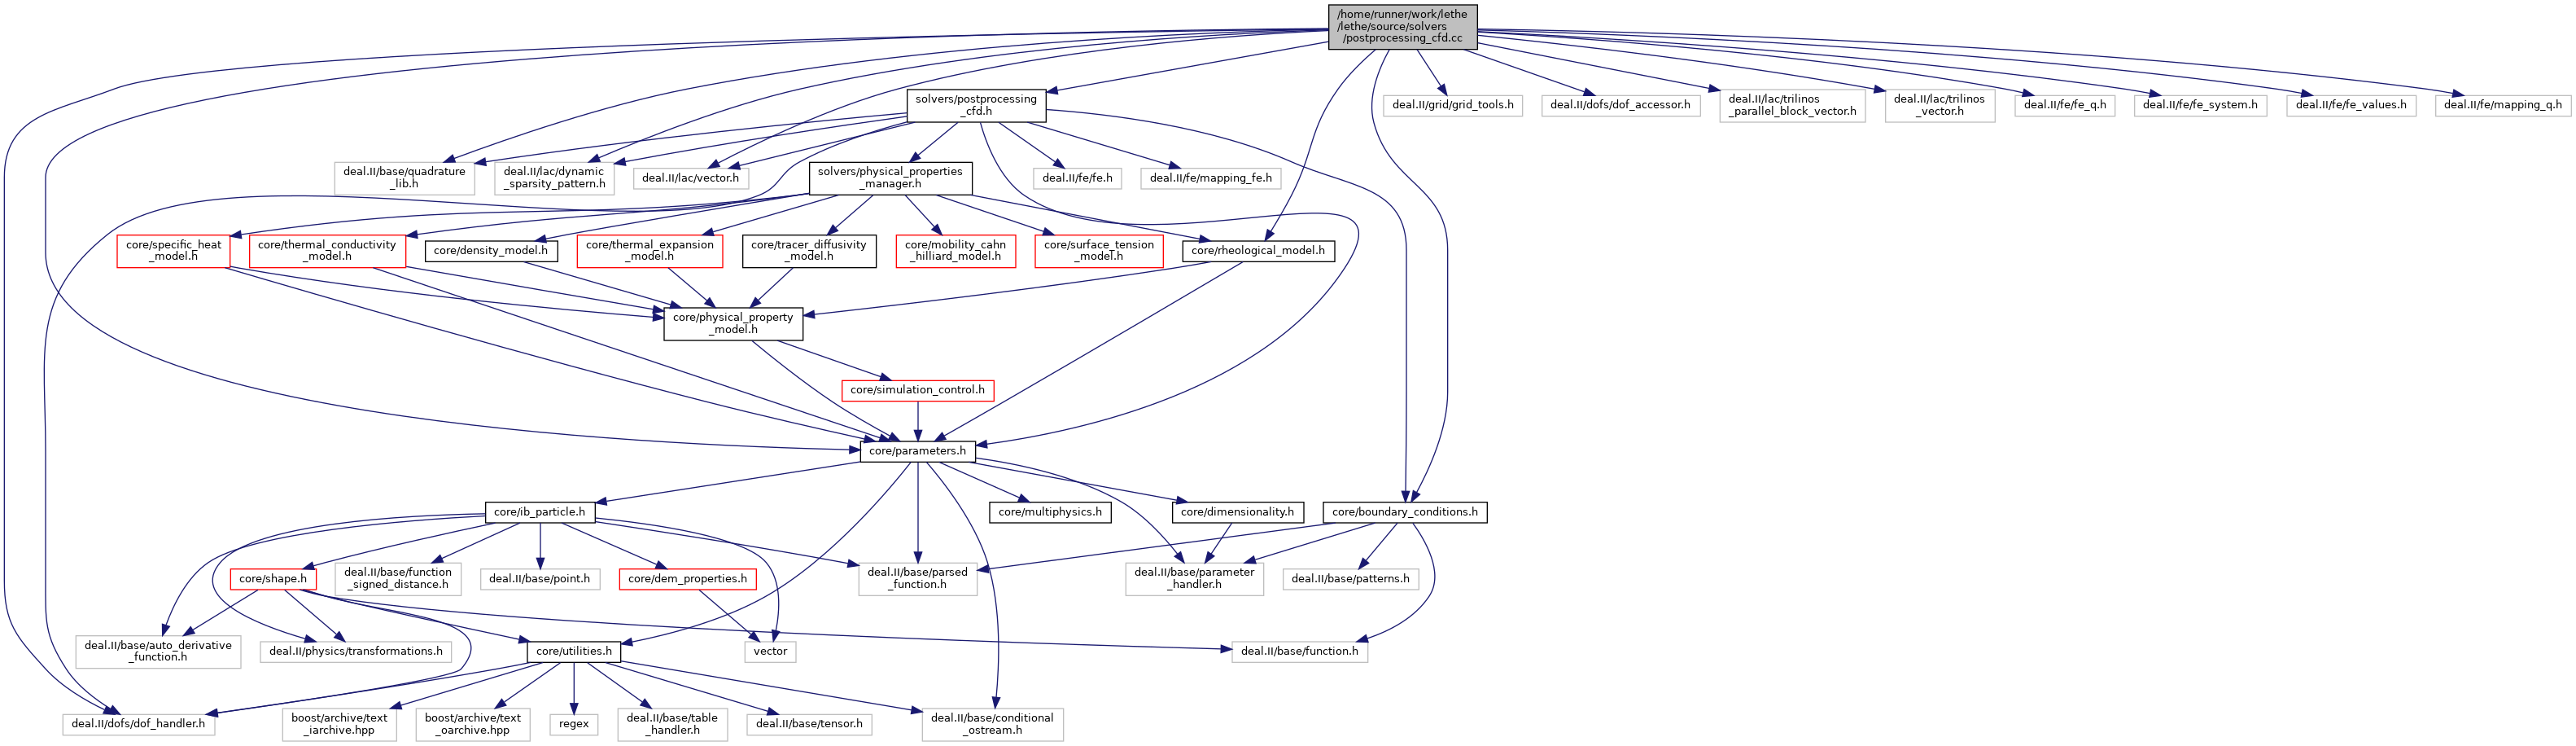 /home/runner/work/lethe
/lethe/source/solvers
/postprocessing_cfd.cc
solvers/postprocessing
_cfd.h
deal.II/grid/grid_tools.h
deal.II/dofs/dof_accessor.h
deal.II/lac/trilinos
_parallel_block_vector.h
deal.II/lac/trilinos
_vector.h
deal.II/fe/fe_q.h
deal.II/fe/fe_system.h
deal.II/fe/fe_values.h
deal.II/fe/mapping_q.h
deal.II/base/quadrature
_lib.h
deal.II/lac/dynamic
_sparsity_pattern.h
deal.II/lac/vector.h
solvers/physical_properties
_manager.h
deal.II/fe/fe.h
deal.II/fe/mapping_fe.h
core/specific_heat
_model.h
core/thermal_conductivity
_model.h
core/density_model.h
core/thermal_expansion
_model.h
core/tracer_diffusivity
_model.h
core/mobility_cahn
_hilliard_model.h
core/surface_tension
_model.h
core/rheological_model.h
core/physical_property
_model.h
core/simulation_control.h
core/parameters.h
core/ib_particle.h
core/multiphysics.h
core/dimensionality.h
core/boundary_conditions.h
core/shape.h
deal.II/base/function
_signed_distance.h
deal.II/base/point.h
core/dem_properties.h
deal.II/base/parsed
_function.h
deal.II/base/parameter
_handler.h
deal.II/base/patterns.h
deal.II/base/auto_derivative
_function.h
deal.II/physics/transformations.h
core/utilities.h
vector
deal.II/base/function.h
deal.II/dofs/dof_handler.h
boost/archive/text
_iarchive.hpp
boost/archive/text
_oarchive.hpp
regex
deal.II/base/table
_handler.h
deal.II/base/tensor.h
deal.II/base/conditional
_ostream.h